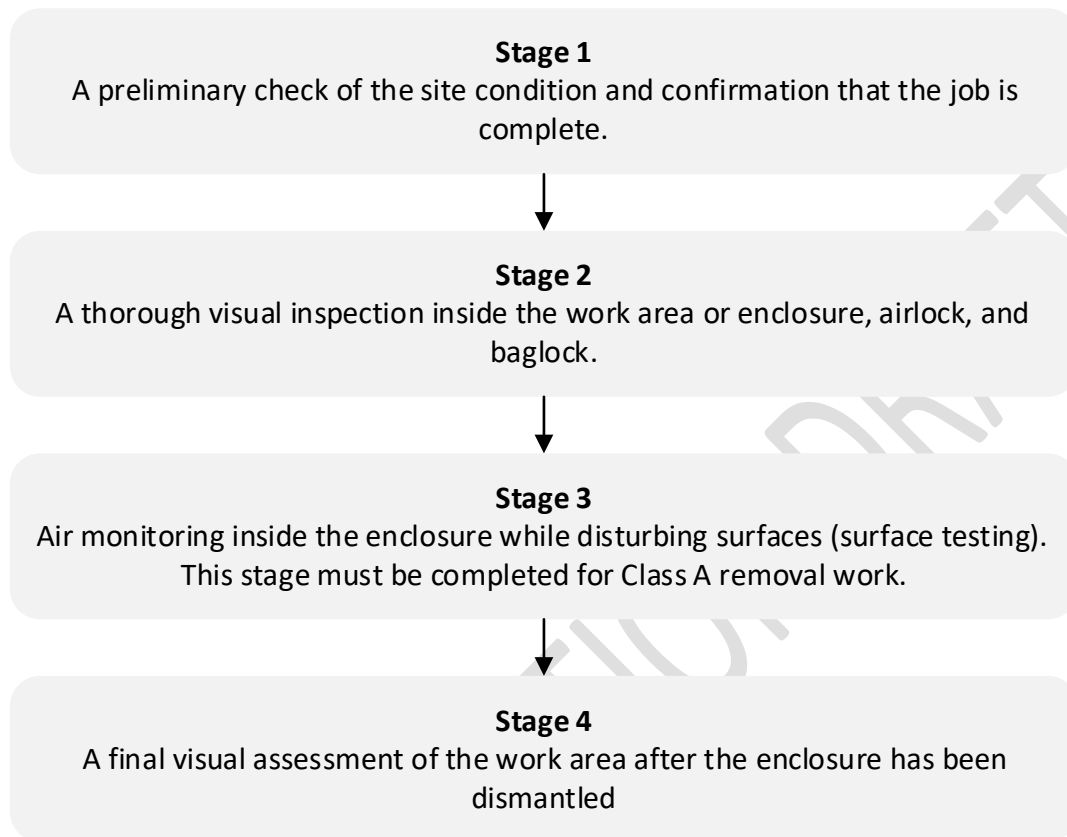 Stage 1
A preliminary check of the site condition and confirmation that the job is
complete.
Stage 2
A thorough visual inspection inside the work area or enclosure, airlock, and
baglock.
Stage 3
Air monitoring inside the enclosure while disturbing surfaces (surface testing).
This stage must be completed for Class A removal work.
Stage 4
A final visual assessment of the work area after the enclosure has been
dismantled